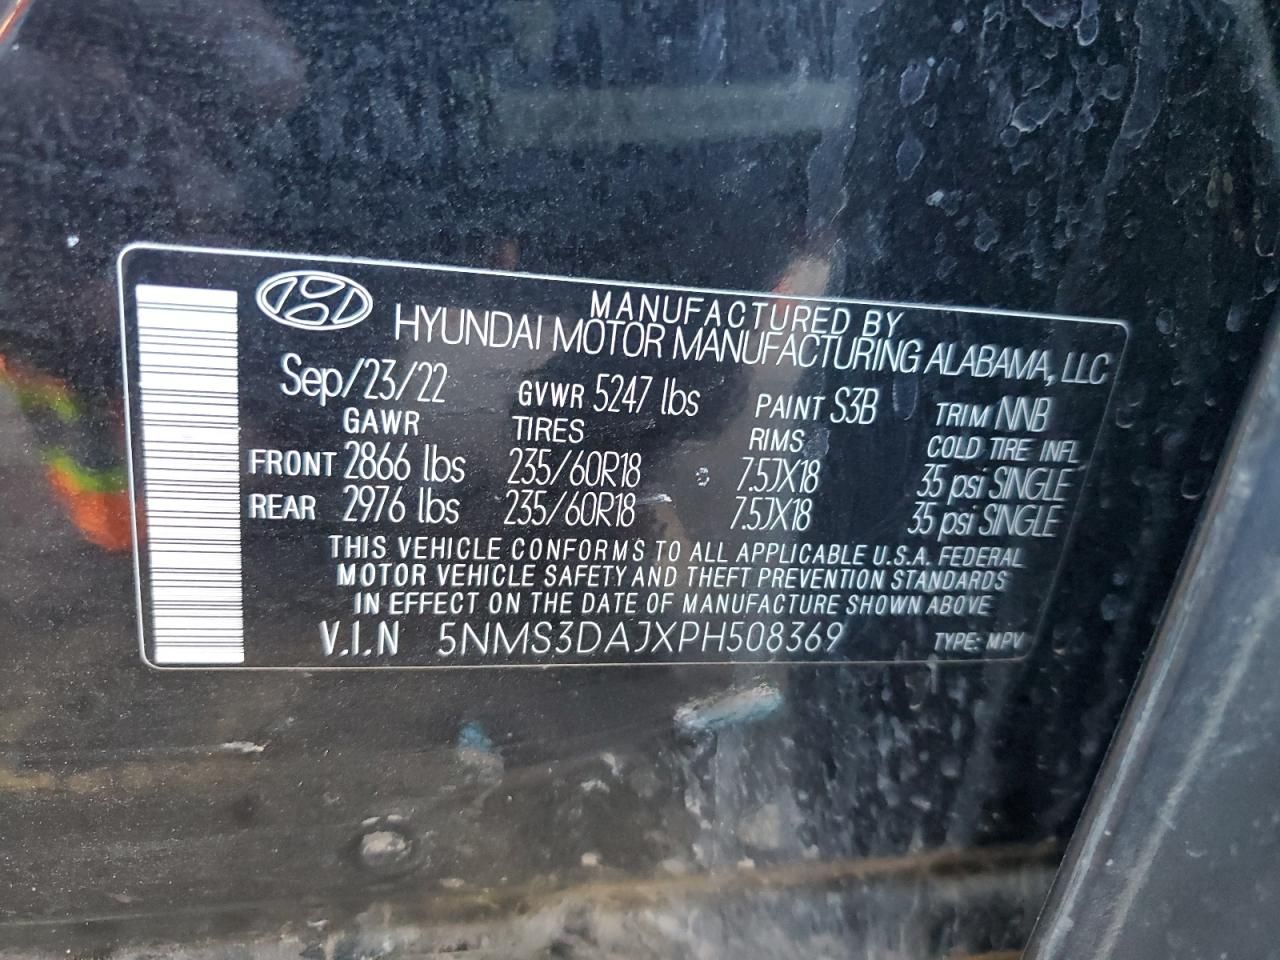 MANUFACTURED BY
HYUNDAI MOTOR MANUFACTURING ALABAMA, LLC
Sep/23/22 GVWR 5247 lbs PAINT S3B TRIM NNB
GAWR TIRES RIMS COLD TIRE INFL
FRONT 2866 lbs 235/60R18 7.5JX18 35 psi SINGLE
REAR 2976 lbs 235/60R18 7.5JX18 35 psi SINGLE
THIS VEHICLE CONFORMS TO ALL APPLICABLE U.S.A. FEDERAL
MOTOR VEHICLE SAFETY AND THEFT PREVENTION STANDARDS
IN EFFECT ON THE DATE OF MANUFACTURE SHOWN ABOVE
V.I.N 5NMS3DAJXPH508369 TYPE: MPV